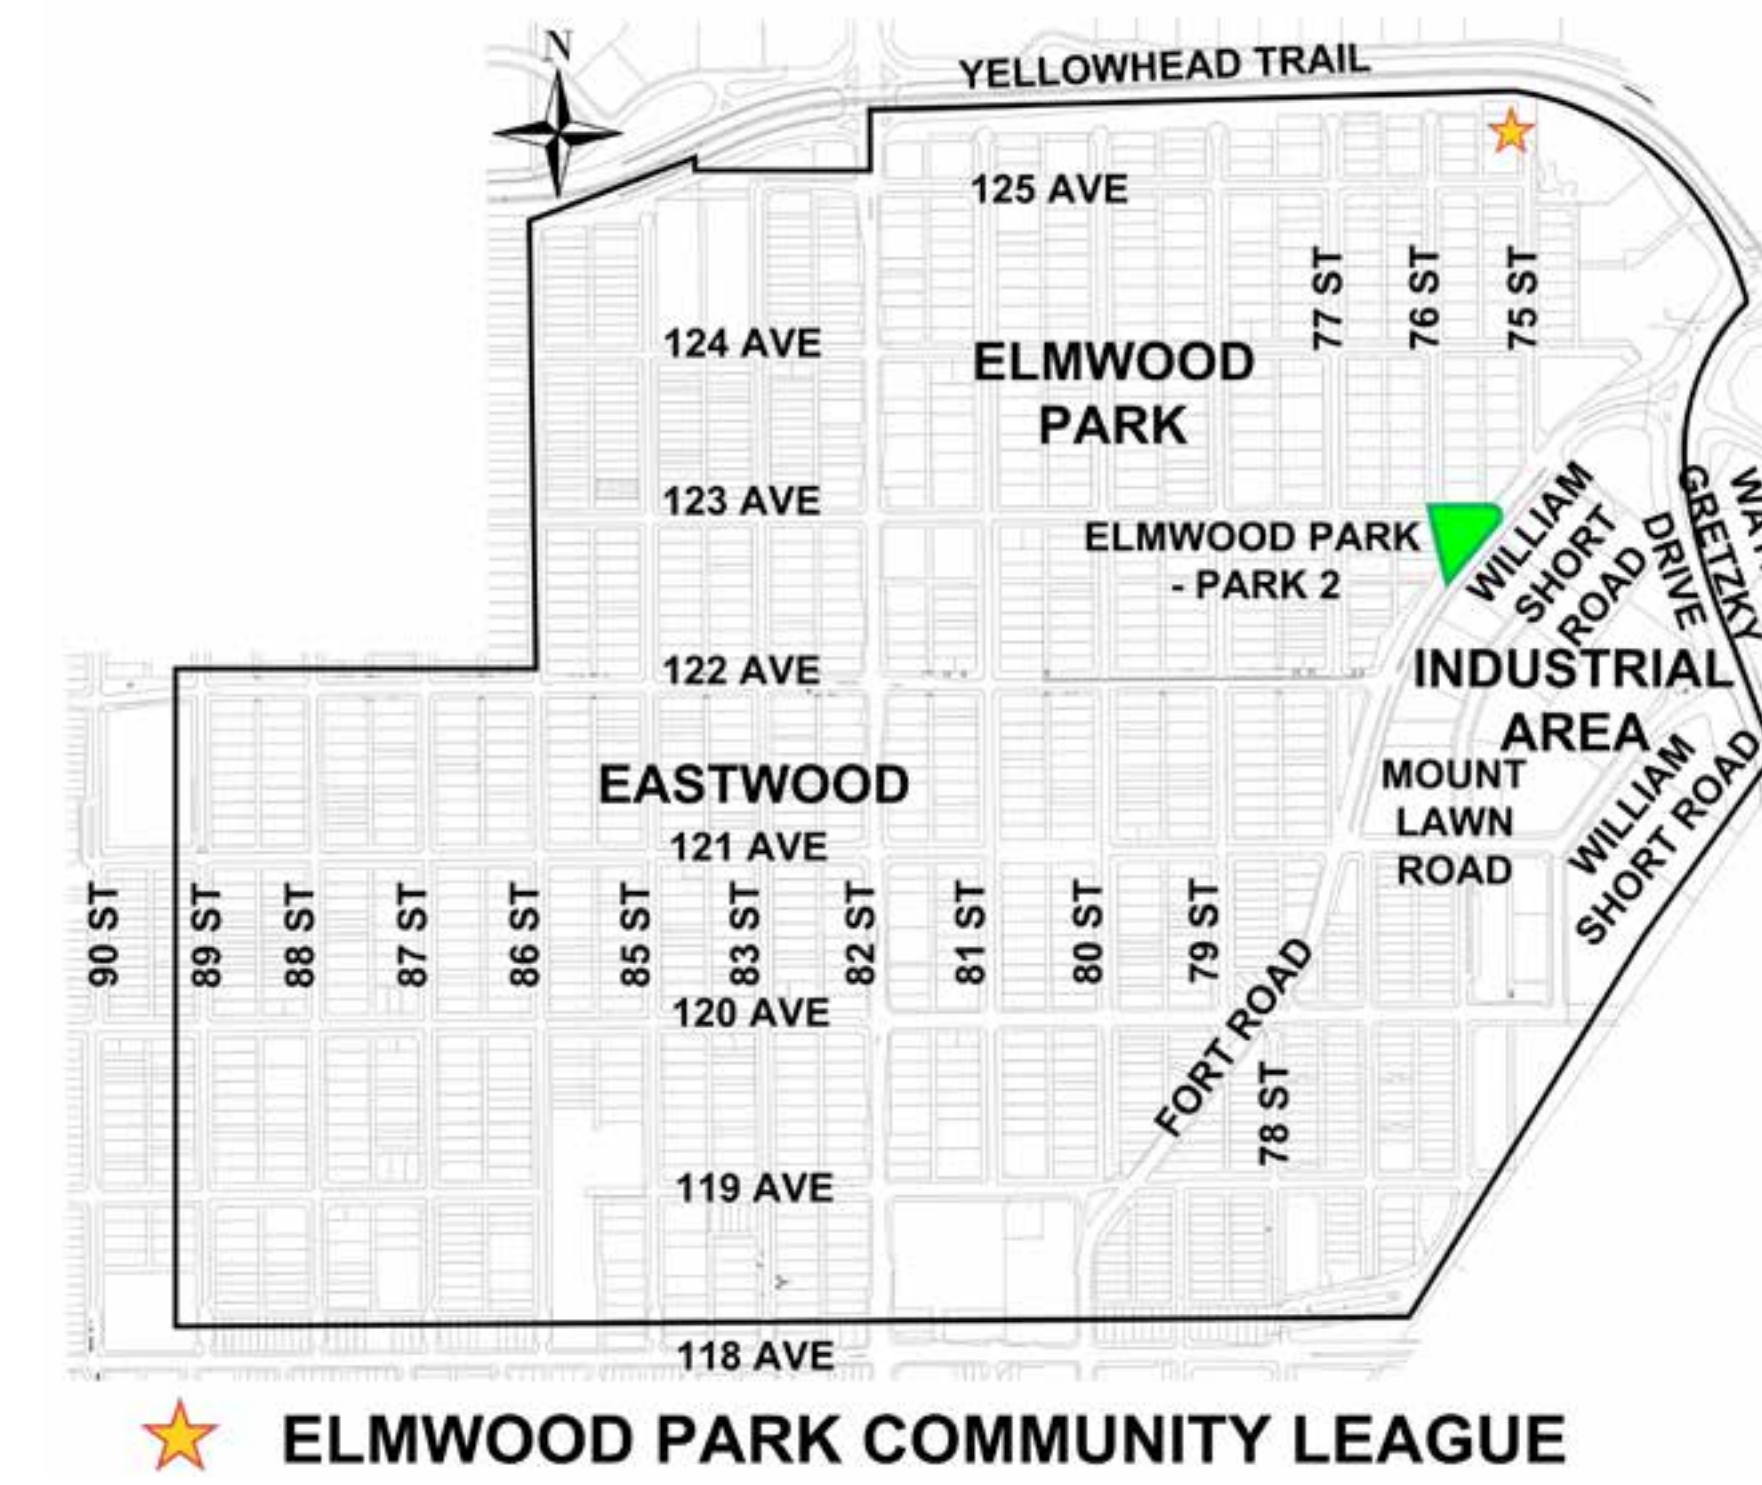 N
YELLOWHEAD TRAIL
125 AVE
77 ST
76 ST
75 ST
124 AVE
ELMWOOD
PARK
123 AVE
ELMWOOD PARK
- PARK 2
WILLIAM
SHORT
ROAD
DRIVE
GRETZKY
122 AVE
INDUSTRIAL
AREA
EASTWOOD
MOUNT
LAWN
ROAD
WILLIAM
SHORT ROAD
121 AVE
90 ST
89 ST
88 ST
87 ST
86 ST
85 ST
83 ST
82 ST
81 ST
80 ST
79 ST
120 AVE
FORT ROAD
78 ST
119 AVE
118 AVE
ELMWOOD PARK COMMUNITY LEAGUE